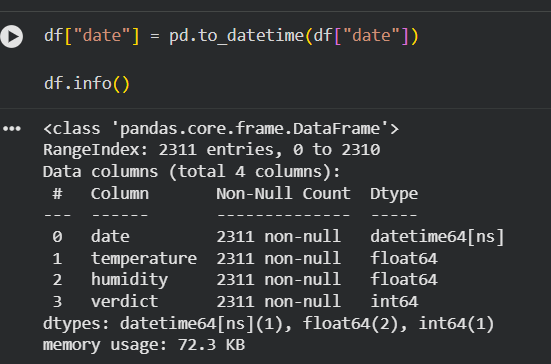 df["date"] = pd.to_datetime(df["date"])
df.info()
<class 'pandas.core.frame.DataFrame'>
RangeIndex: 2311 entries, 0 to 2310
Data columns (total 4 columns):
 #   Column       Non-Null Count  Dtype
---  ------       --------------  -----
 0   date         2311 non-null   datetime64[ns]
 1   temperature  2311 non-null   float64
 2   humidity     2311 non-null   float64
 3   verdict      2311 non-null   int64
dtypes: datetime64[ns](1), float64(2), int64(1)
memory usage: 72.3 KB